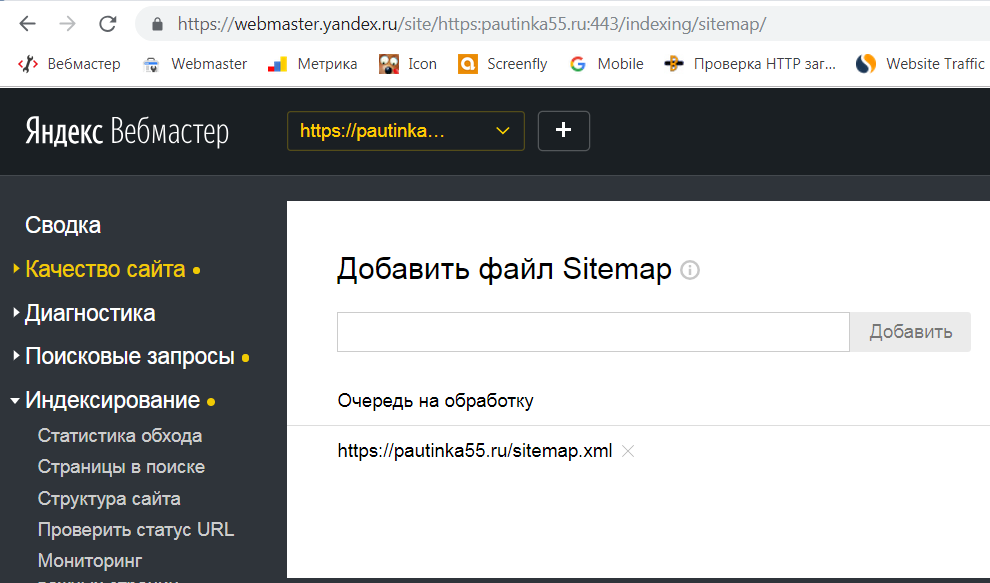 https://webmaster.yandex.ru/site/https:pautinka55.ru:443/indexing/sitemap/
Вебмастер Webmaster Метрика Icon Screenfly Mobile Проверка HTTP заг... Website Traffic
Яндекс Вебмастер https://pautinka... +
Сводка
Качество сайта
Диагностика
Поисковые запросы
Индексирование
Статистика обхода
Страницы в поиске
Структура сайта
Проверить статус URL
Мониторинг
Добавить файл Sitemap
Добавить
Очередь на обработку
https://pautinka55.ru/sitemap.xml